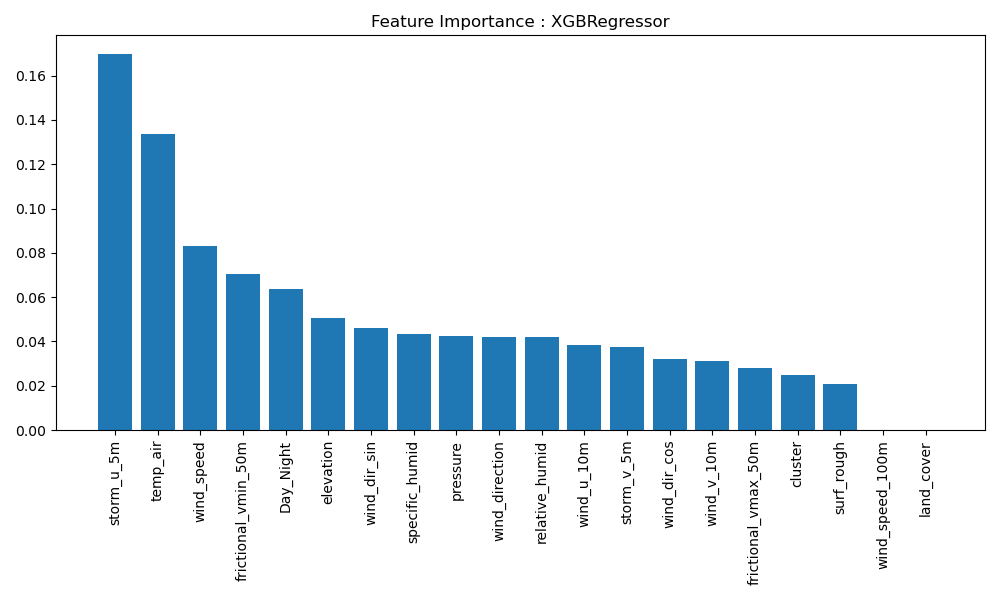 Feature Importance : XGBRegressor
0.16
0.14
0.12
0.10
0.08
0.06
0.04
0.02
0.00
storm_u_5m
temp_air
wind_speed
frictional_vmin_50m
Day_Night
elevation
wind_dir_sin
specific_humid
pressure
wind_direction
relative_humid
wind_u_10m
storm_v_5m
wind_dir_cos
wind_v_10m
frictional_vmax_50m
cluster
surf_rough
wind_speed_100m
land_cover